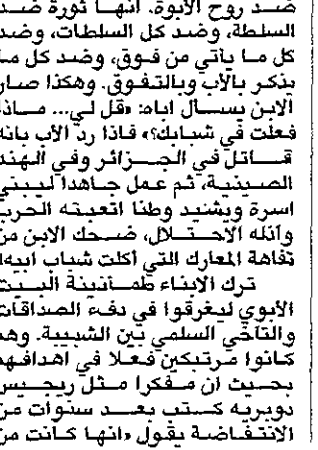 ضد روح الأبوة. انها ثورة ضد
السلطة، وضد كل السلطات، وضد
كل ما يأتي من فوق، وضد كل ما
يذكر بالأب وبالتفوق. وهكذا صار
الابن يسأل اباه: «قل لي... ماذا
فعلت في شبابك؟» فاذا رد الأب بانه
قاتل في الجزائر وفي الهند
الصينية، ثم عمل جاهدا ليبني
اسرة ويشيد وطنا اتعبته الحرب
واذله الاحتلال، ضحك الابن من
تفاهة المعارك التي اكلت شباب ابيه.
ترك الابناء طمأنينة البيت
الأبوي ليغرقوا في دفء الصداقات
والتآخي السلمي بين الشبيبة. وهم
كانوا مرتبكين فعلا في اهدافهم
بحيث ان مفكرا مثل ريجيس
دوبريه كتب بعد سنوات من
الانتفاضة يقول «انها كانت من